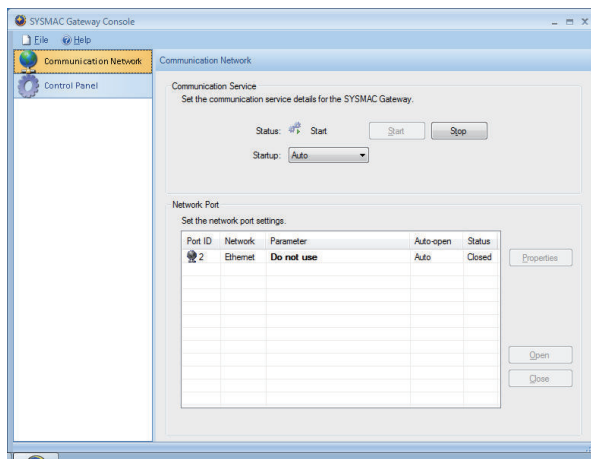 SYSMAC Gateway Console
File Help
Communication Network
Control Panel
Communication Network
Communication Service
Set the communication service details for the SYSMAC Gateway.
Status: Start Start Stop
Startup: Auto
Network Port
Set the network port settings.
Port ID Network Parameter Auto-open Status
2 Ethernet Do not use Auto Closed Properties
Open
Close